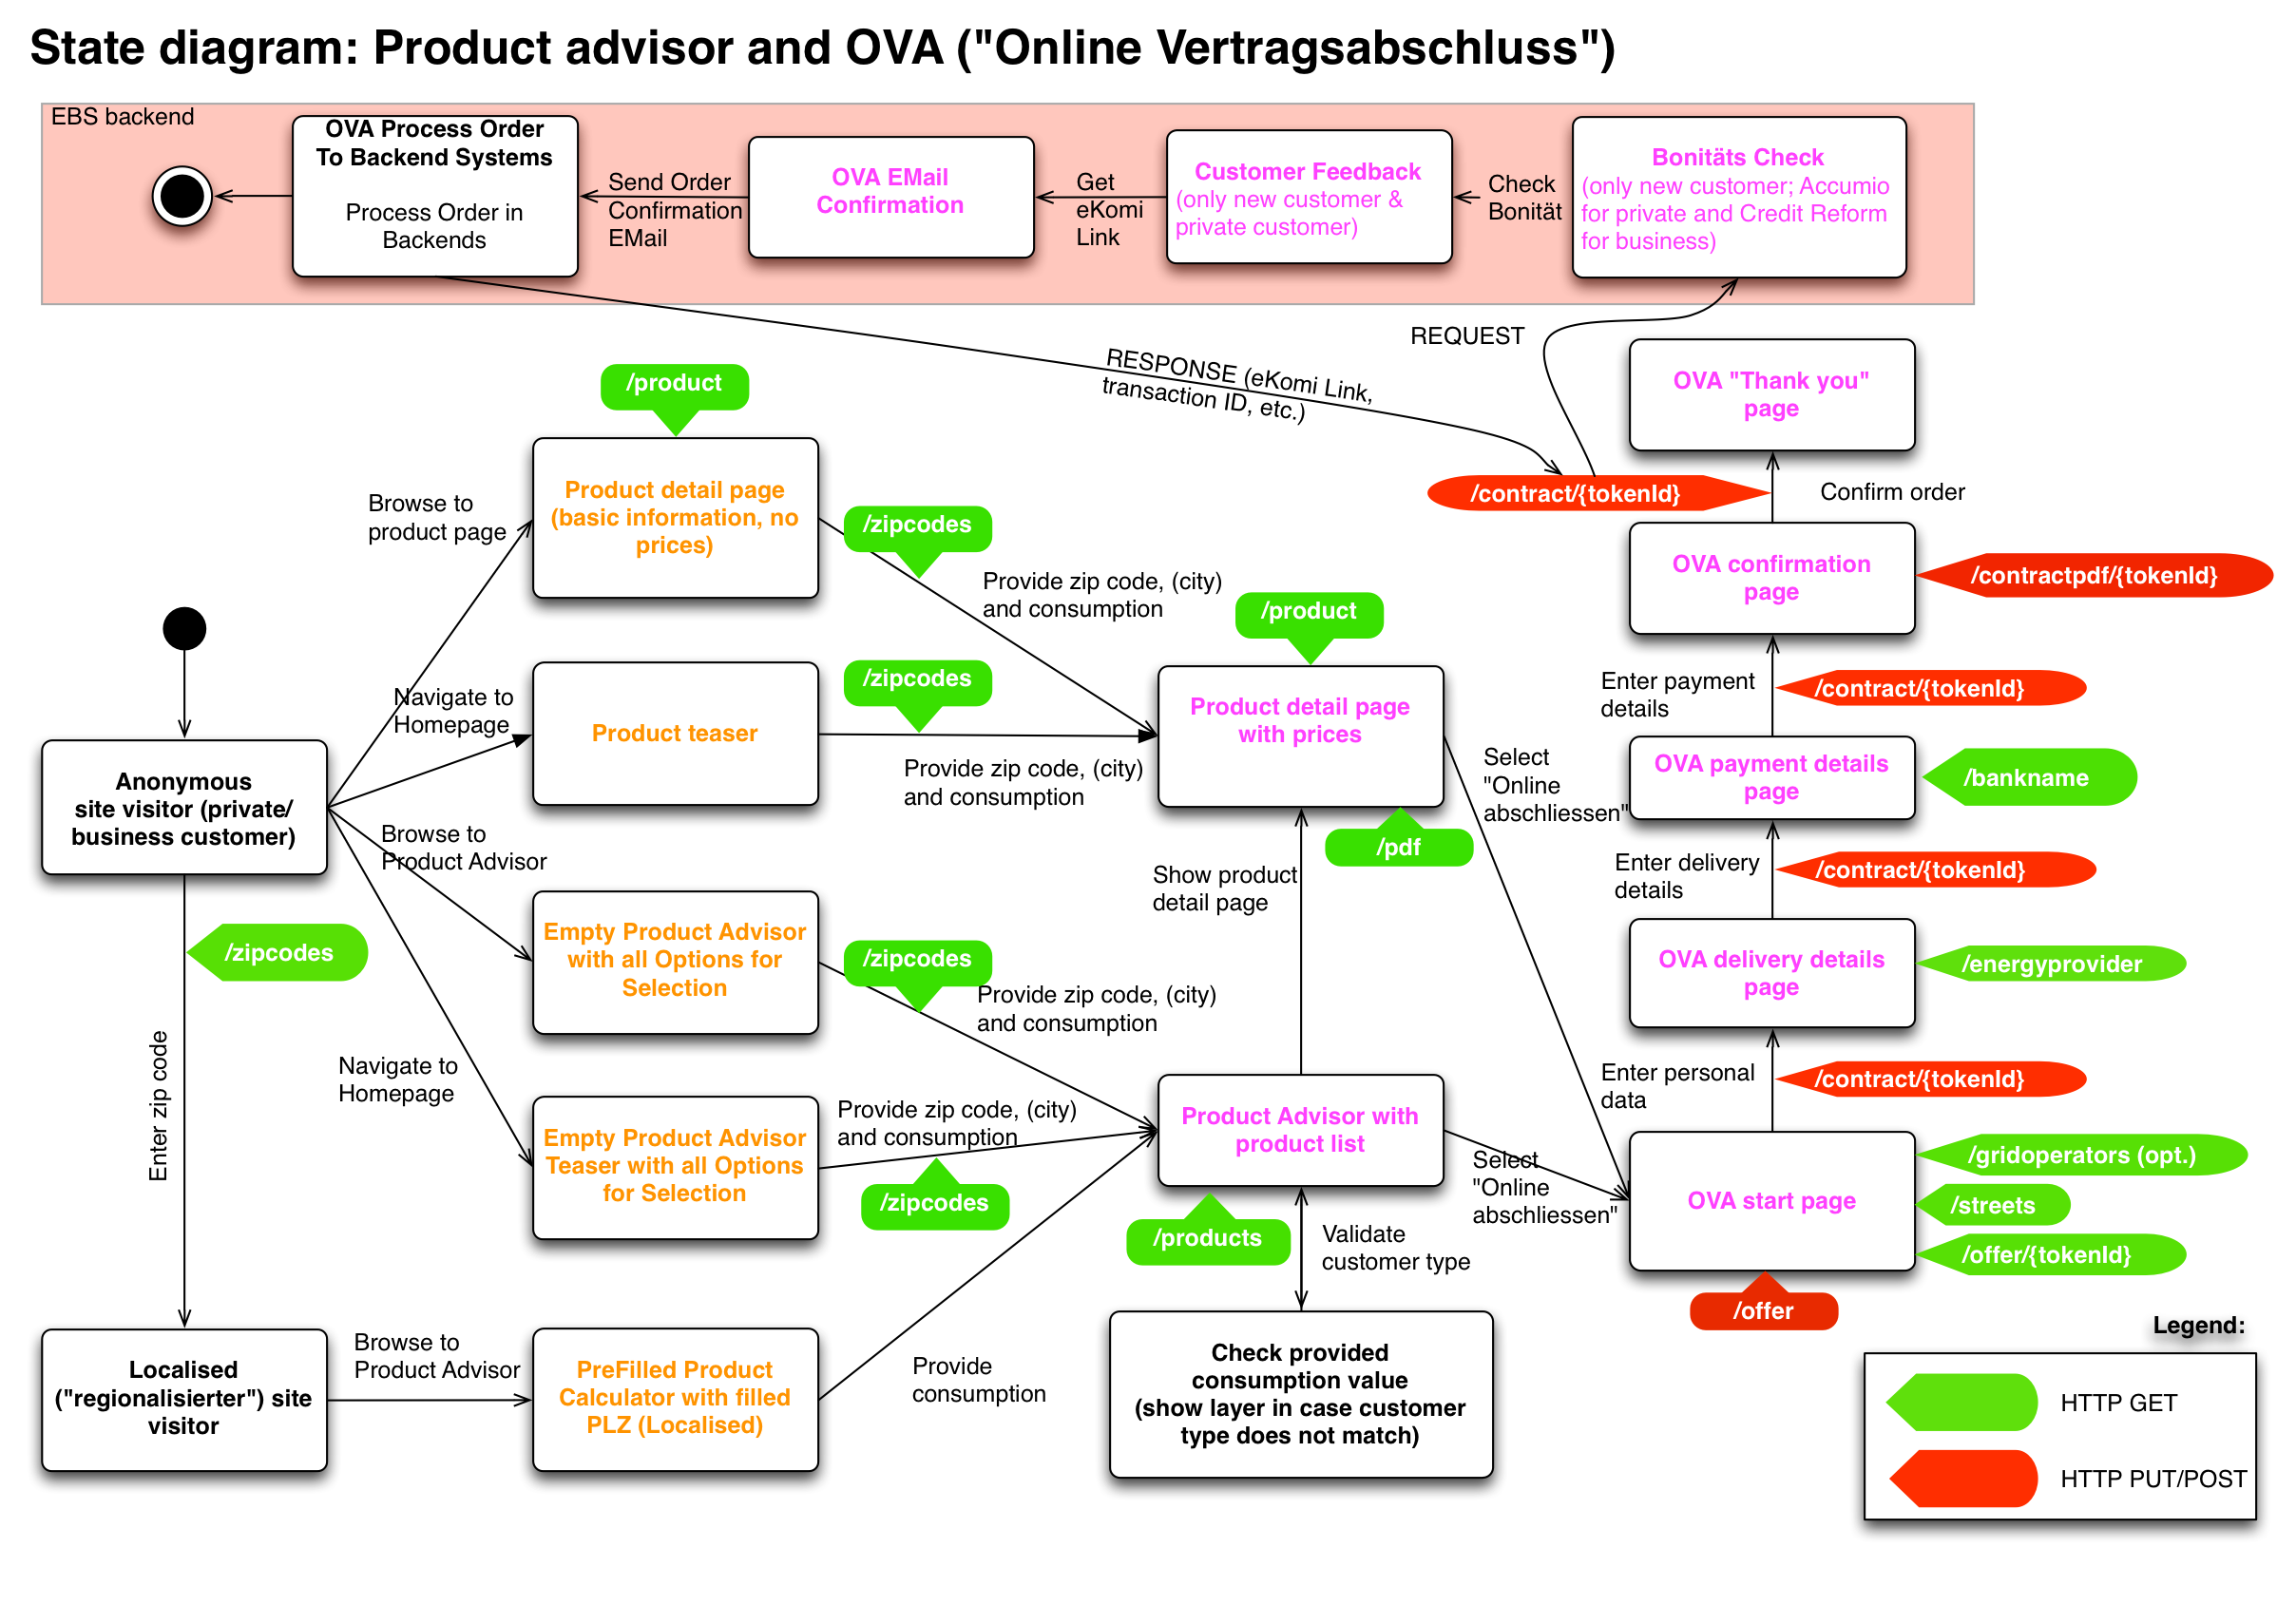 State diagram: Product advisor and OVA ("Online Vertragsabschluss")
EBS backend
OVA Process Order
To Backend Systems
Process Order in
Backends
Send Order
Confirmation
EMail
OVA EMail
Confirmation
Get
eKomi
Link
Customer Feedback
(only new customer &
private customer)
Check
Bonität
Bonitäts Check
(only new customer; Accumio
for private and Credit Reform
for business)
RESPONSE (eKomi Link,
transaction ID, etc.)
REQUEST
OVA "Thank you"
page
/contract/{tokenId}
Confirm order
OVA confirmation
page
/contractpdf/{tokenId}
Enter payment
details
/contract/{tokenId}
OVA payment details
page
/bankname
Enter delivery
details
/contract/{tokenId}
OVA delivery details
page
/energyprovider
Enter personal
data
/contract/{tokenId}
OVA start page
/gridoperators (opt.)
/streets
/offer/{tokenId}
/offer
/product
Browse to
product page
Product detail page
(basic information, no
prices)
/zipcodes
Provide zip code, (city)
and consumption
Navigate to
Homepage
Product teaser
/zipcodes
Provide zip code, (city)
and consumption
/product
Product detail page
with prices
/pdf
Select
"Online
abschliessen"
Anonymous
site visitor (private/
business customer)
Browse to
Product Advisor
Empty Product Advisor
with all Options for
Selection
/zipcodes
Provide zip code, (city)
and consumption
Show product
detail page
/zipcodes
Enter zip code
Navigate to
Homepage
Empty Product Advisor
Teaser with all Options
for Selection
Provide zip code, (city)
and consumption
/zipcodes
Product Advisor with
product list
/products
Select
"Online
abschliessen"
Validate
customer type
Localised
("regionalisierter") site
visitor
Browse to
Product Advisor
PreFilled Product
Calculator with filled
PLZ (Localised)
Provide
consumption
Check provided
consumption value
(show layer in case customer
type does not match)
Legend:
HTTP GET
HTTP PUT/POST